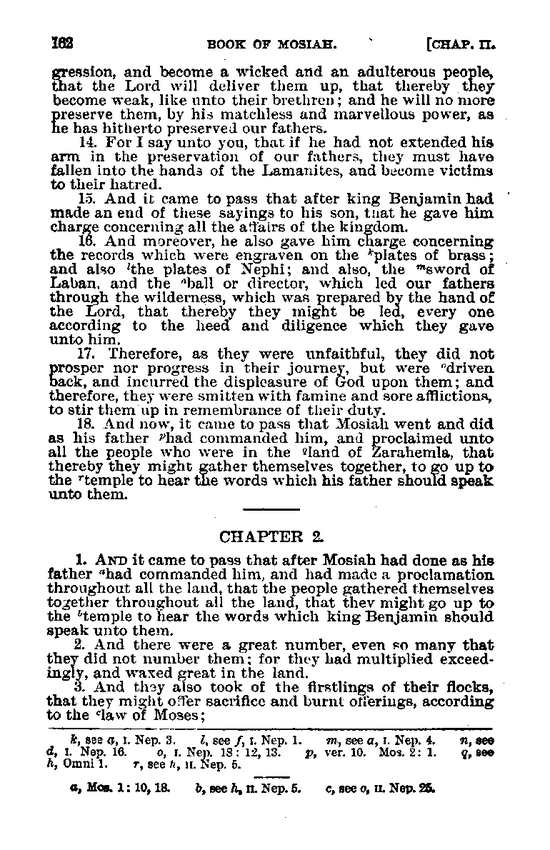 162 BOOK OF MOSIAH. [CHAP. II.
gression, and become a wicked and an adulterous people,
that the Lord will deliver them up, that thereby they
become weak, like unto their brethren; and he will no more
preserve them, by his matchless and marvellous power, as
he has hitherto preserved our fathers.
14. For I say unto you, that if he had not extended his
arm in the preservation of our fathers, they must have
fallen into the hands of the Lamanites, and become victims
to their hatred.
15. And it came to pass that after king Benjamin had
made an end of these sayings to his son, that he gave him
charge concerning all the affairs of the kingdom.
16. And moreover, he also gave him charge concerning
the records which were engraven on the kplates of brass;
and also lthe plates of Nephi; and also, the msword of
Laban, and the nball or director, which led our fathers
through the wilderness, which was prepared by the hand of
the Lord, that thereby they might be led, every one
according to the heed and diligence which they gave
unto him.
17. Therefore, as they were unfaithful, they did not
prosper nor progress in their journey, but were odriven
back, and incurred the displeasure of God upon them; and
therefore, they were smitten with famine and sore afflictions,
to stir them up in remembrance of their duty.
18. And now, it came to pass that Mosiah went and did
as his father phad commanded him, and proclaimed unto
all the people who were in the qland of Zarahemla, that
thereby they might gather themselves together, to go up to
the rtemple to hear the words which his father should speak
unto them.
CHAPTER 2.
1. AND it came to pass that after Mosiah had done as his
father ahad commanded him, and had made a proclamation
throughout all the land, that the people gathered themselves
together throughout all the land, that they might go up to
the btemple to hear the words which king Benjamin should
speak unto them.
2. And there were a great number, even so many that
they did not number them; for they had multiplied exceed-
ingly, and waxed great in the land.
3. And they also took of the firstlings of their flocks,
that they might offer sacrifice and burnt offerings, according
to the claw of Moses;
k, see a, I. Nep. 3. l, see f, I. Nep. 1. m, see a, I. Nep. 4. n, see
d, I. Nep. 16. o, I. Nep. 18: 12, 13. p, ver. 10. Mos. 2: 1. q, see
h, Omni 1. r, see h, II. Nep. 5.
a, Mos. 1: 10, 18. b, see h, II. Nep. 5. c, see o, II. Nep. 25.